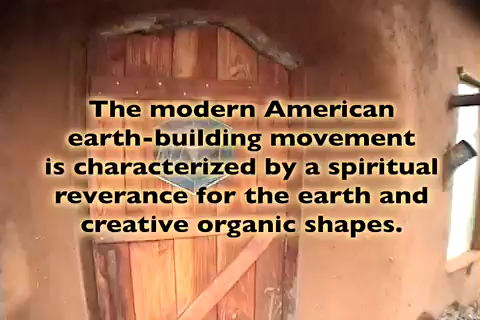 The modern American
earth-building movement
is characterized by a spiritual
reverance for the earth and
creative organic shapes.